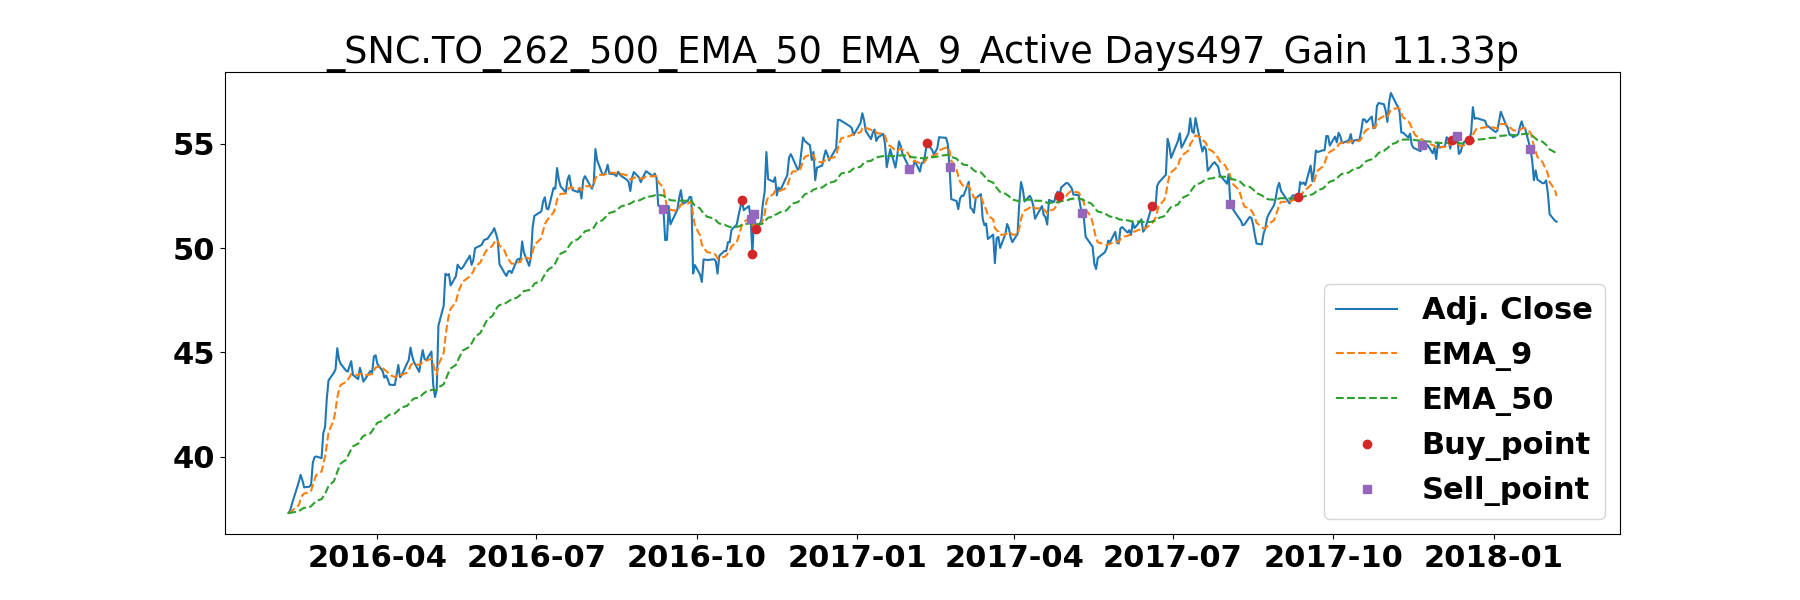 _SNC.TO_262_500_EMA_50_EMA_9_Active Days497_Gain  11.33p
55
50
45
40
2016-04 2016-07 2016-10 2017-01 2017-04 2017-07 2017-10 2018-01
Adj. Close
EMA_9
EMA_50
Buy_point
Sell_point